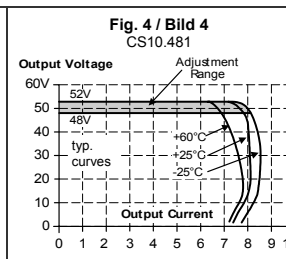 Fig. 4 / Bild 4
CS10.481
Output Voltage
Adjustment
Range
60V
52V
50
48V
40
typ.
curves
+60°C
30
+25°C
20
-25°C
10
Output Current
0
0 1 2 3 4 5 6 7 8 9